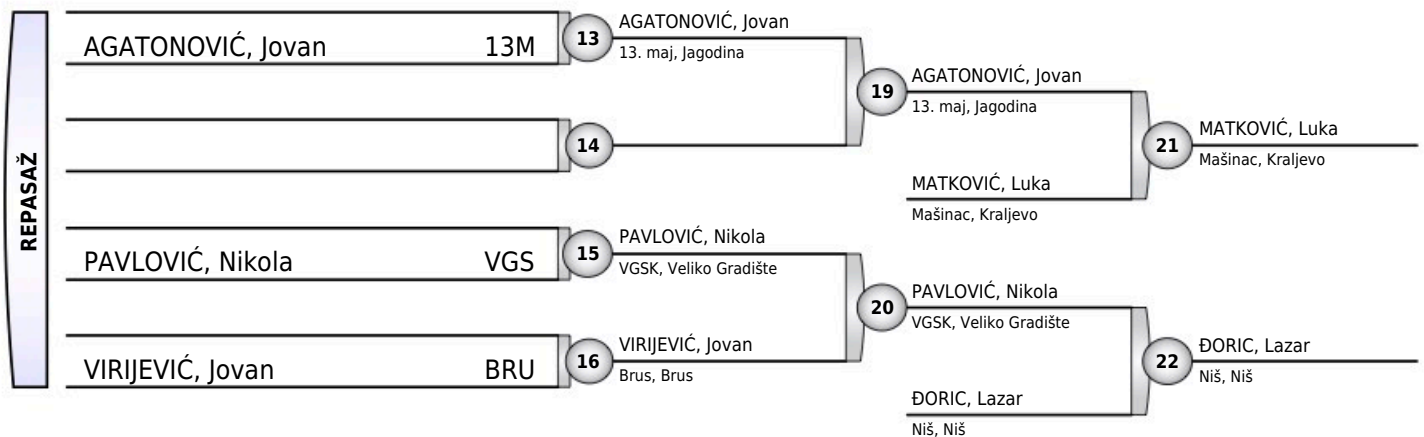 REPASAŽ
AGATONOVIĆ, Jovan 13M
13
AGATONOVIĆ, Jovan
13. maj, Jagodina
14
19
AGATONOVIĆ, Jovan
13. maj, Jagodina
MATKOVIĆ, Luka
Mašinac, Kraljevo
21
MATKOVIĆ, Luka
Mašinac, Kraljevo
PAVLOVIĆ, Nikola VGS
15
PAVLOVIĆ, Nikola
VGSK, Veliko Gradište
VIRIJEVIĆ, Jovan BRU
16
VIRIJEVIĆ, Jovan
Brus, Brus
20
PAVLOVIĆ, Nikola
VGSK, Veliko Gradište
ĐORIC, Lazar
Niš, Niš
22
ĐORIC, Lazar
Niš, Niš